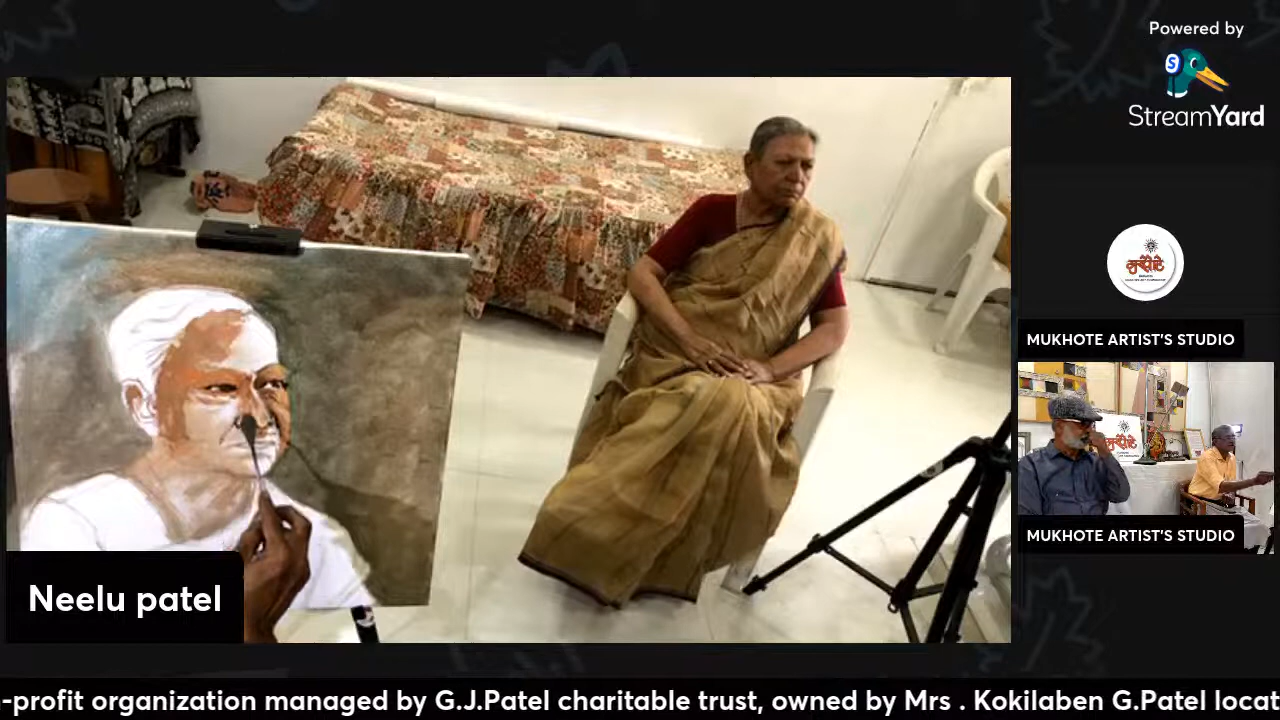 Powered by
StreamYard
मुखोटे
MUKHOTE ARTIST'S STUDIO
MUKHOTE ARTIST'S STUDIO
Neelu patel
-profit organization managed by G.J.Patel charitable trust, owned by Mrs . Kokilaben G.Patel locat